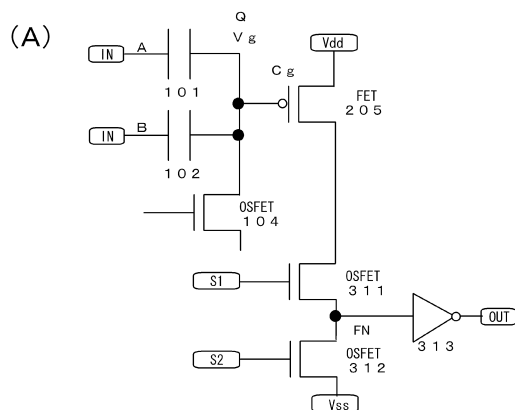 (A)
Q
Vg
IN
A
101
Cg
Vdd
FET
205
IN
B
102
OSFET
104
S1
OSFET
311
FN
OUT
313
S2
OSFET
312
Vss